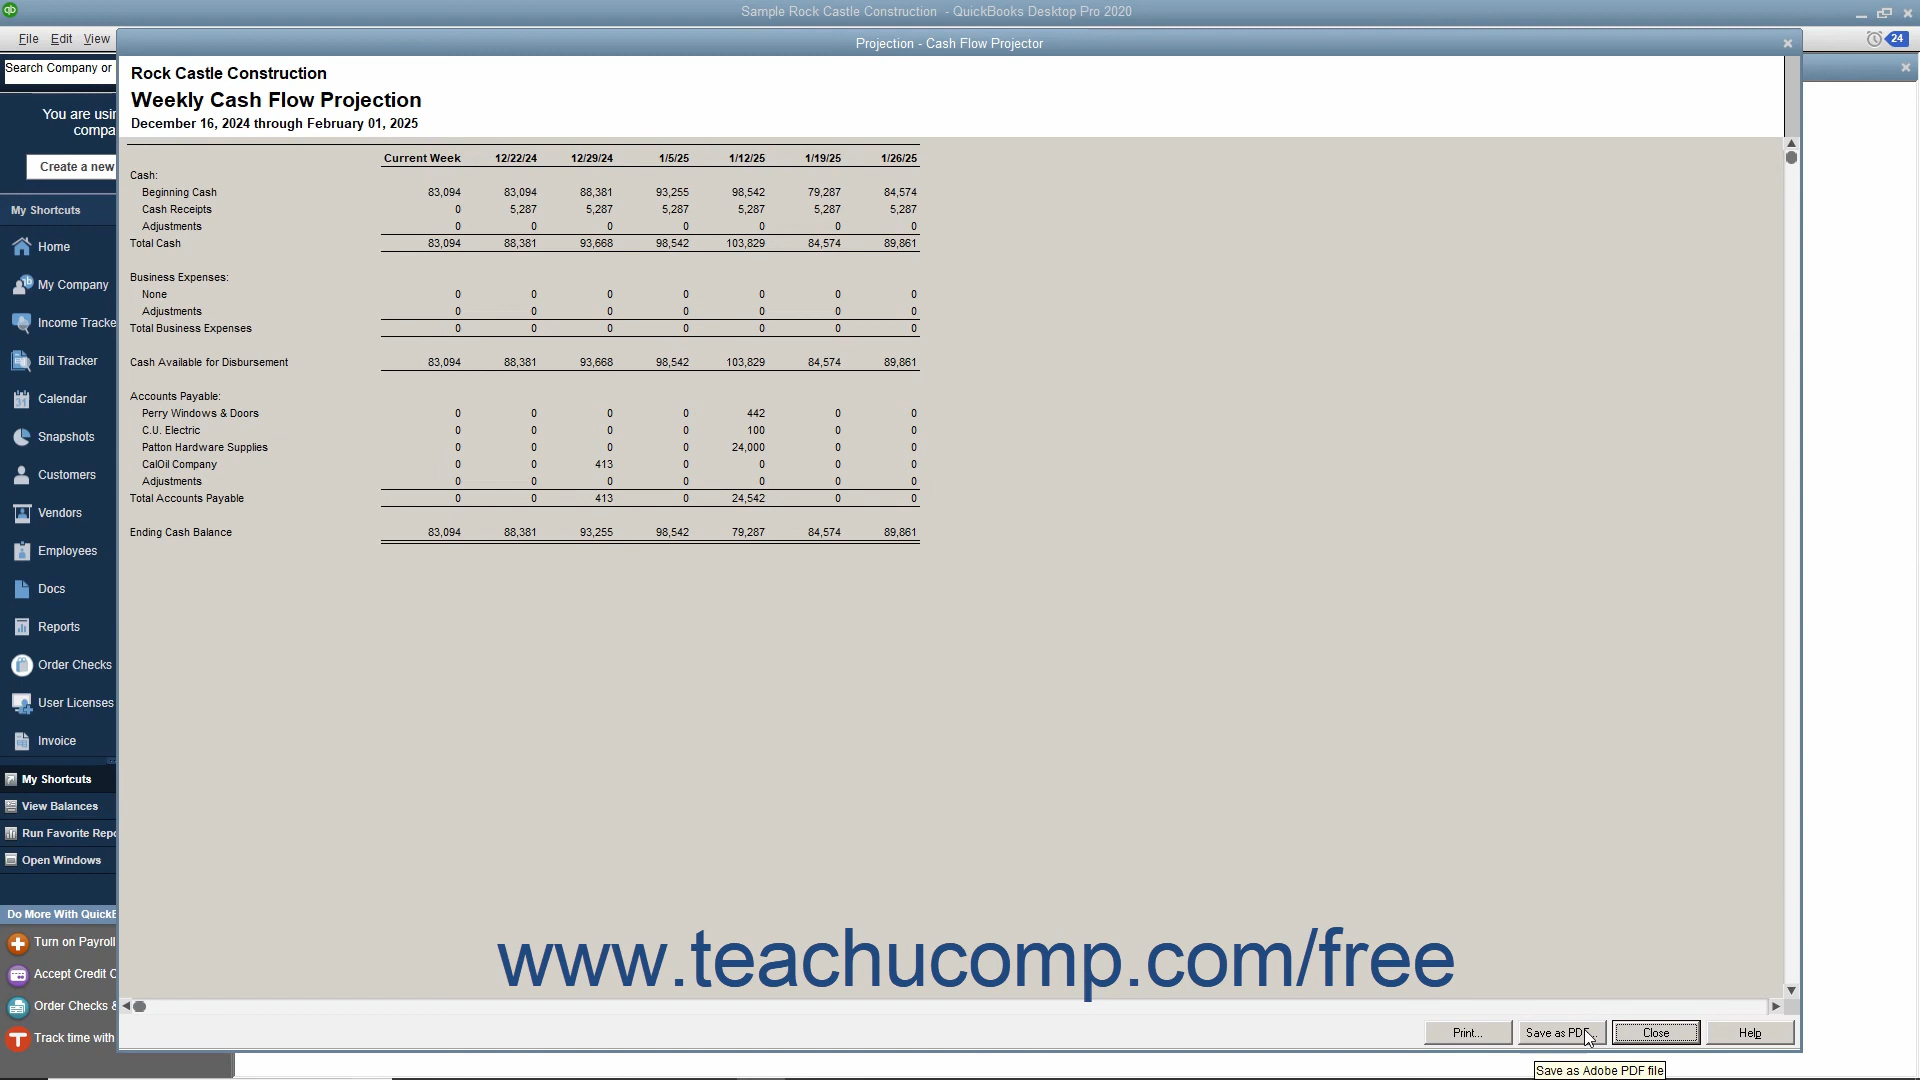 Sample Rock Castle Construction - QuickBooks Desktop Pro 2020
File Edit View
24
Projection - Cash Flow Projector
Search Company or
You are usin
compa
Create a new
My Shortcuts
Home
My Company
Income Tracke
Bill Tracker
Calendar
Snapshots
Customers
Vendors
Employees
Docs
Reports
Order Checks
User Licenses
Invoice
My Shortcuts
View Balances
Run Favorite Repo
Open Windows
Do More With QuickB
Turn on Payroll
Accept Credit C
Order Checks &
Track time with
Rock Castle Construction
Weekly Cash Flow Projection
December 16, 2024 through February 01, 2025
Current Week 12/22/24 12/29/24 1/5/25 1/12/25 1/19/25 1/26/25
Cash:
Beginning Cash 83,094 83,094 88,381 93,255 98,542 79,287 84,574
Cash Receipts 0 5,287 5,287 5,287 5,287 5,287 5,287
Adjustments 0 0 0 0 0 0 0
Total Cash 83,094 88,381 93,668 98,542 103,829 84,574 89,861
Business Expenses:
None 0 0 0 0 0 0 0
Adjustments 0 0 0 0 0 0 0
Total Business Expenses 0 0 0 0 0 0 0
Cash Available for Disbursement 83,094 88,381 93,668 98,542 103,829 84,574 89,861
Accounts Payable:
Perry Windows & Doors 0 0 0 0 442 0 0
C.U. Electric 0 0 0 0 100 0 0
Patton Hardware Supplies 0 0 0 0 24,000 0 0
CalOil Company 0 0 413 0 0 0 0
Adjustments 0 0 0 0 0 0 0
Total Accounts Payable 0 0 413 0 24,542 0 0
Ending Cash Balance 83,094 88,381 93,255 98,542 79,287 84,574 89,861
www.teachucomp.com/free
Print... Save as PDF... Close Help
Save as Adobe PDF file